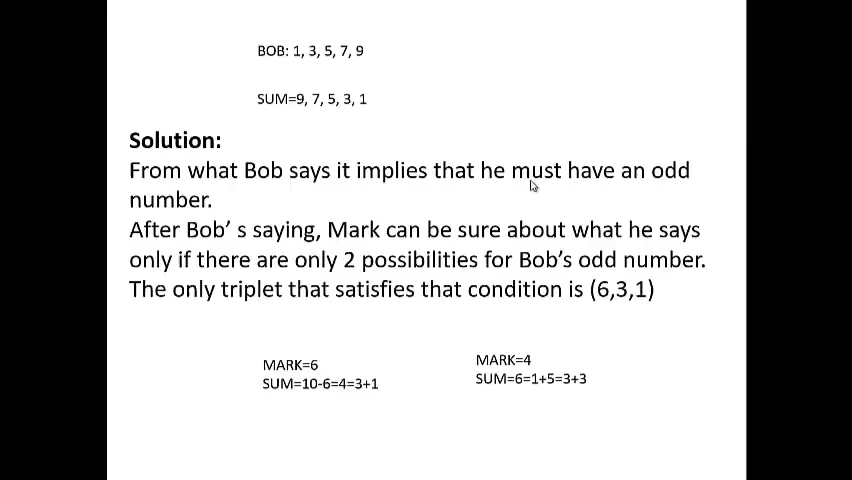 BOB: 1, 3, 5, 7, 9
SUM=9, 7, 5, 3, 1
Solution:
From what Bob says it implies that he must have an odd
number.
After Bob’ s saying, Mark can be sure about what he says
only if there are only 2 possibilities for Bob’s odd number.
The only triplet that satisfies that condition is (6,3,1)
MARK=6
SUM=10-6=4=3+1
MARK=4
SUM=6=1+5=3+3